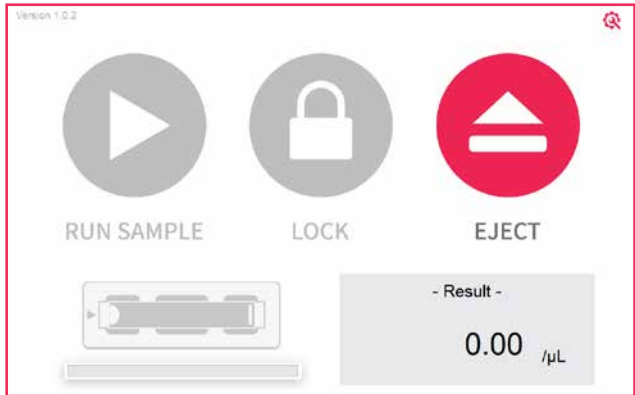 Version 1.0.2
RUN SAMPLE
LOCK
EJECT
- Result -
0.00 /µL